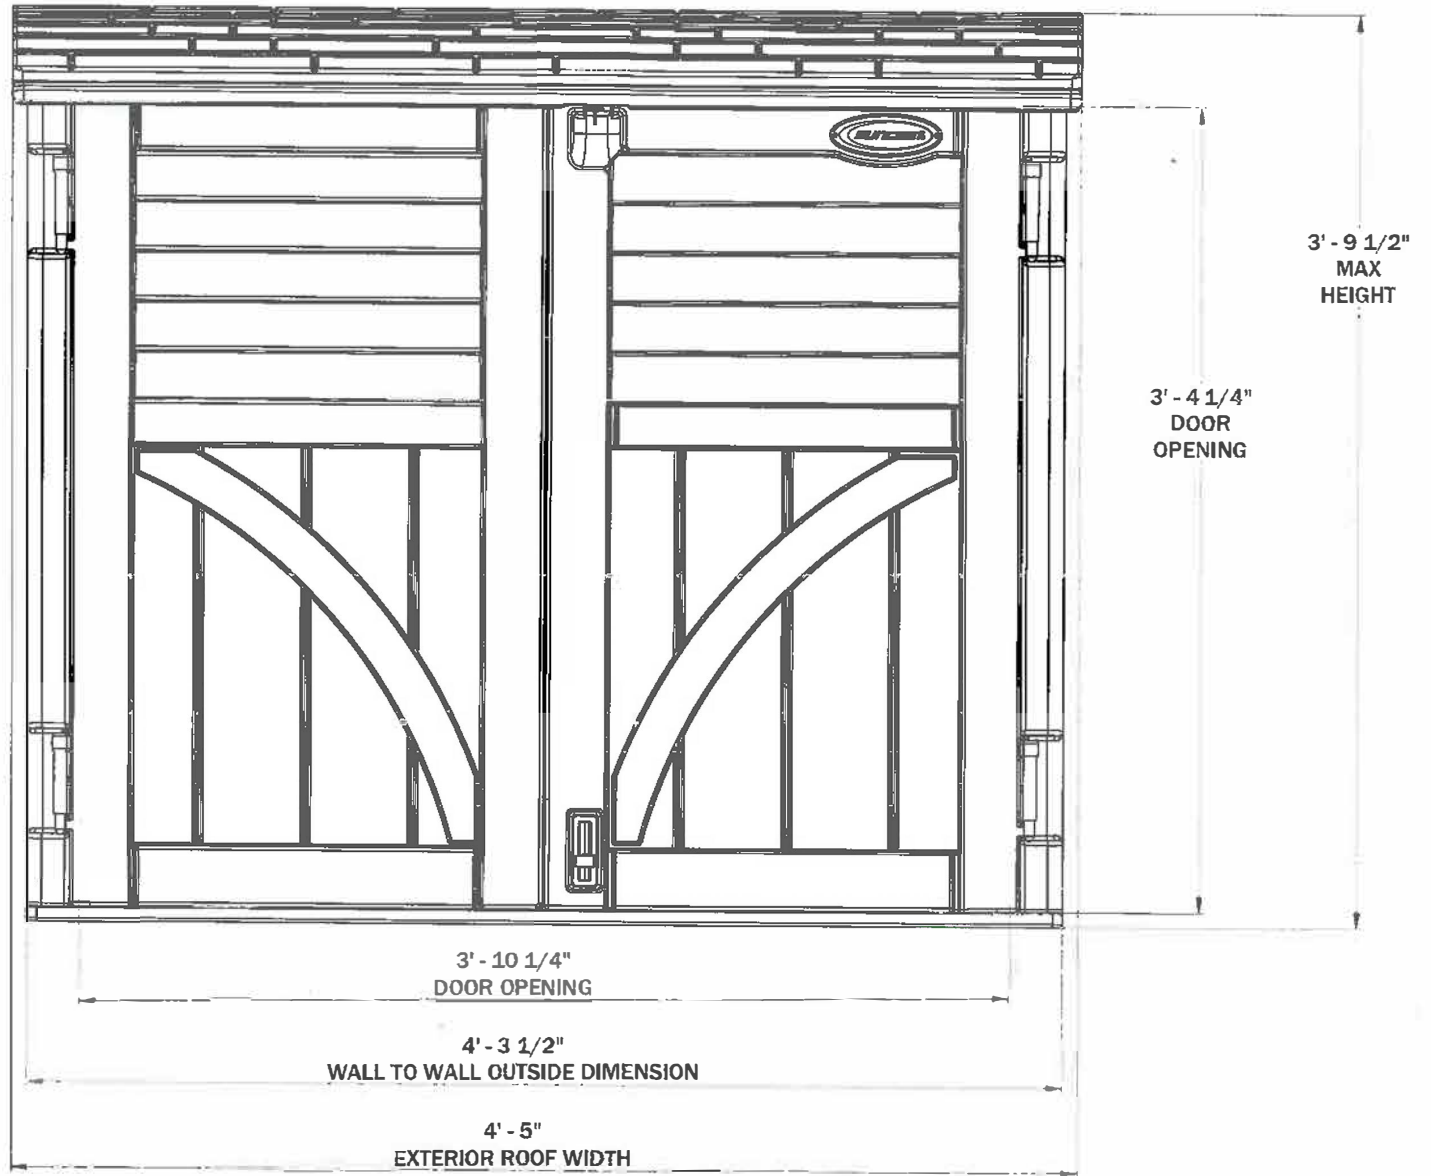 3' - 9 1/2"
MAX
HEIGHT
3' - 4 1/4"
DOOR
OPENING
3' - 10 1/4"
DOOR OPENING
4' - 3 1/2"
WALL TO WALL OUTSIDE DIMENSION
4' - 5"
EXTERIOR ROOF WIDTH